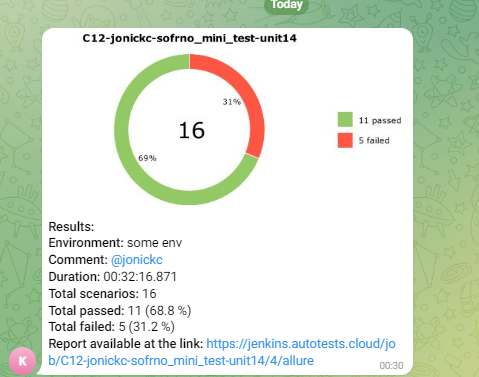 Today
C12-jonickc-sofrno_mini_test-unit14
31%
16
69%
11 passed
5 failed
Results:
Environment: some env
Comment: @jonickc
Duration: 00:32:16.871
Total scenarios: 16
Total passed: 11 (68.8 %)
Total failed: 5 (31.2 %)
Report available at the link: https://jenkins.autotests.cloud/jo
b/C12-jonickc-sofrno_mini_test-unit14/4/allure
K
00:30